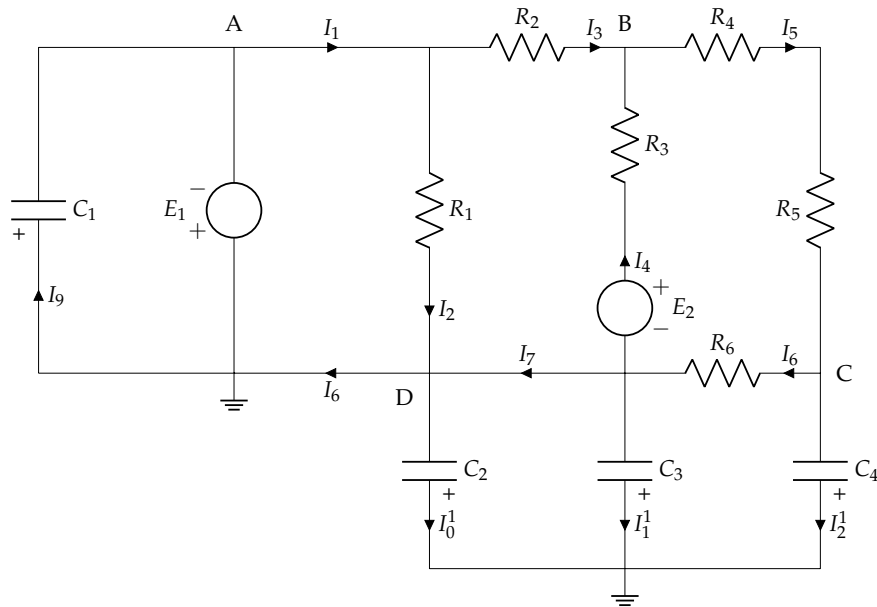 A I₁ R₂ I₃ B R₄ I₅
R₃
− C₁ E₁ R₁ R₅
+ +
I₄
I₉ I₂ + E₂
−
R₆ I₆
I₇
I₆ D C
C₂ C₃ C₄
+ + +
I₀¹ I₁¹ I₂¹